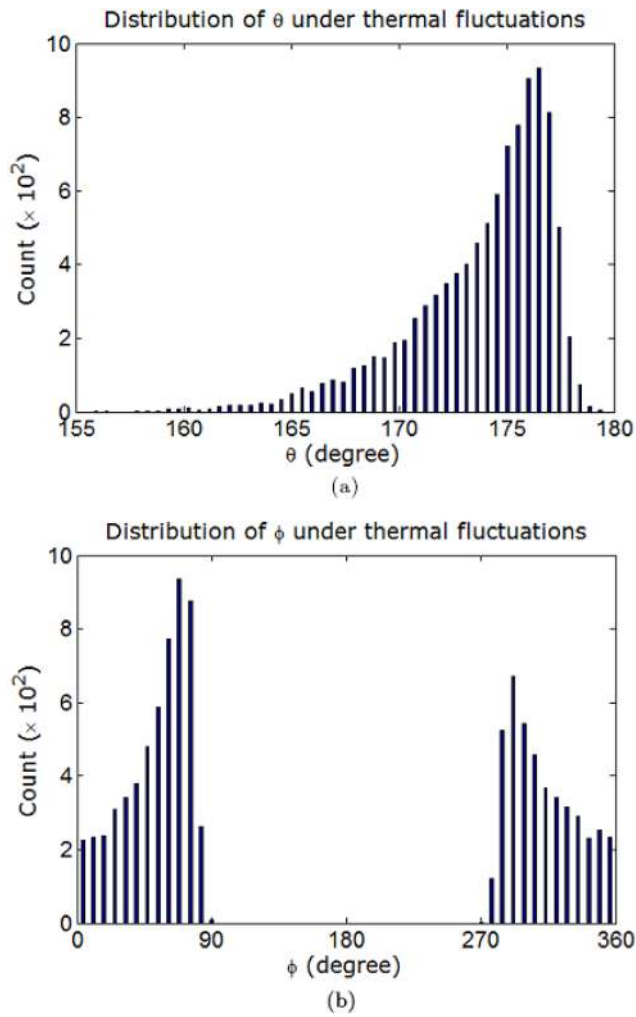 Distribution of θ under thermal fluctuations
10
8
6
4
2
0
Count (× 10²)
155 160 165 170 175 180
θ (degree)
(a)
Distribution of ϕ under thermal fluctuations
10
8
6
4
2
0
Count (× 10²)
0 90 180 270 360
ϕ (degree)
(b)